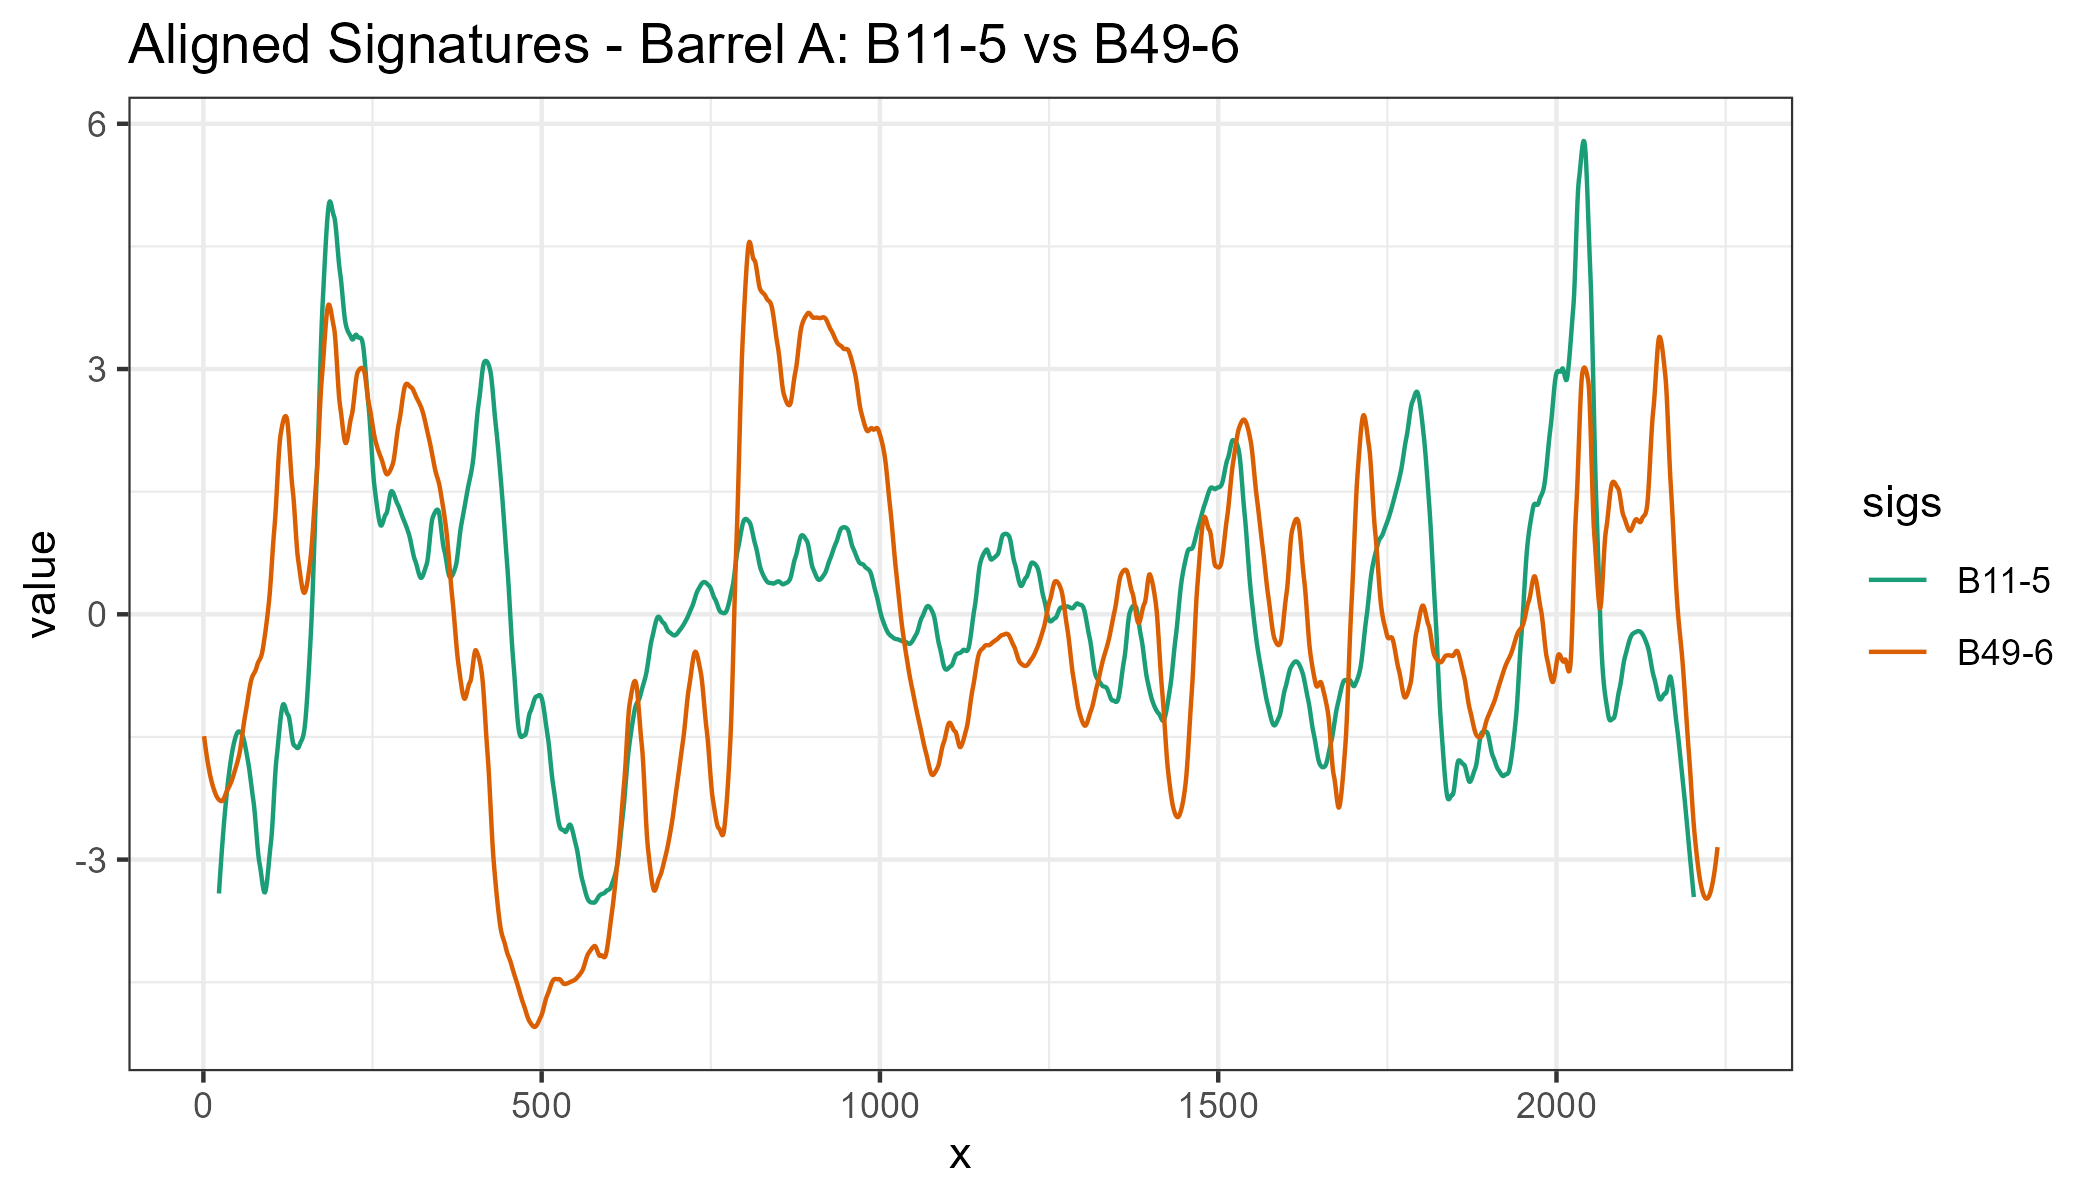 Aligned Signatures - Barrel A: B11-5 vs B49-6
value
6
3
0
-3
0
500
1000
1500
2000
x
sigs
B11-5
B49-6